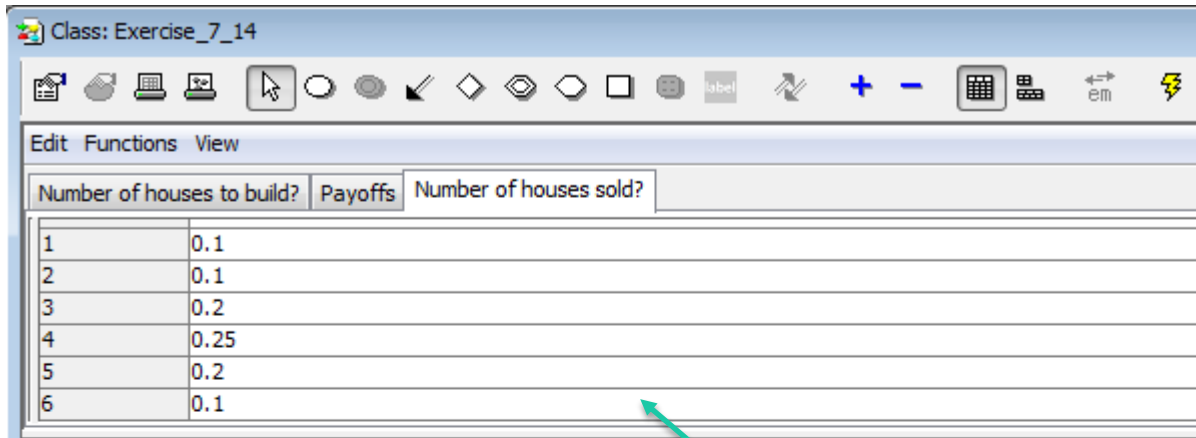 Class: Exercise_7_14
label
em
Edit Functions View
Number of houses to build? Payoffs Number of houses sold?
1 0.1
2 0.1
3 0.2
4 0.25
5 0.2
6 0.1